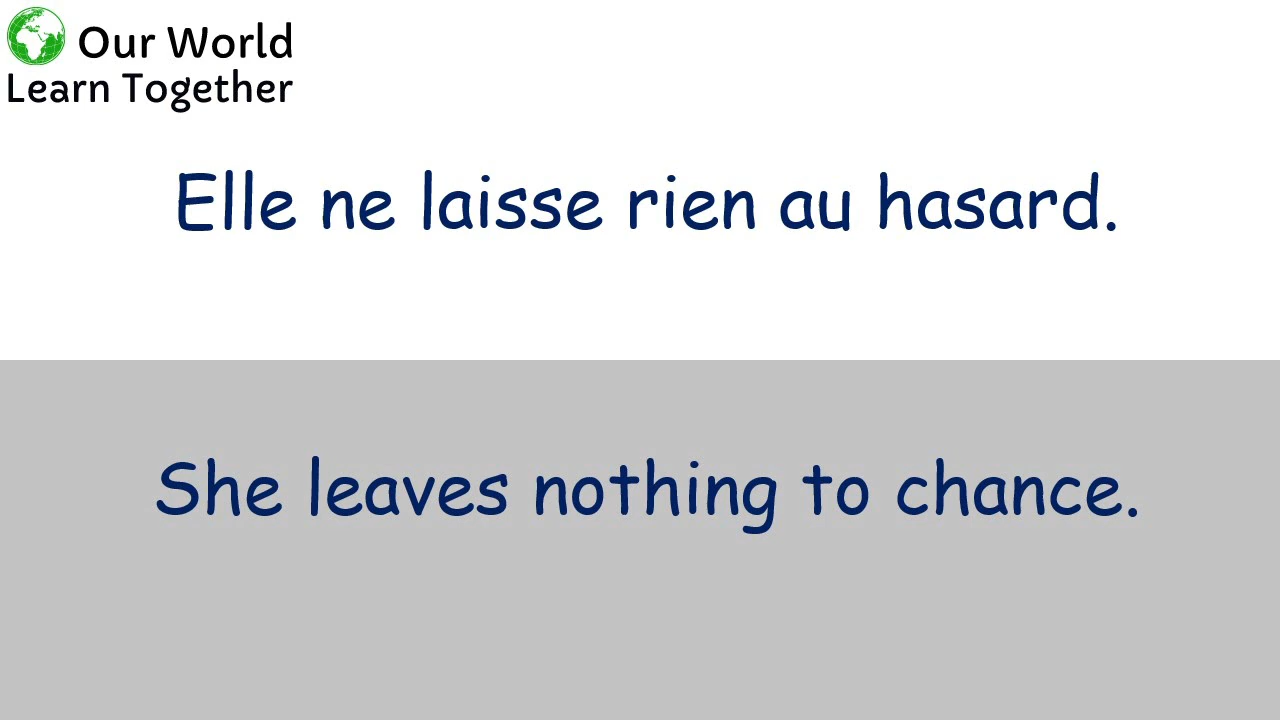 Our World
Learn Together
Elle ne laisse rien au hasard.
She leaves nothing to chance.